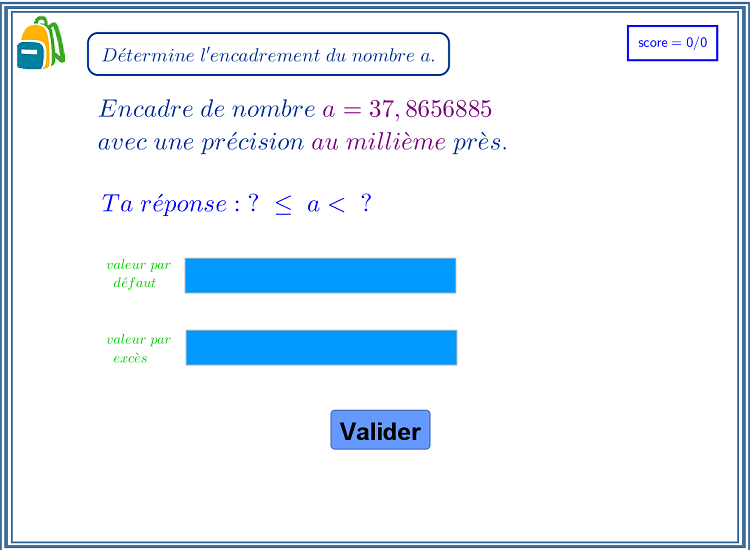 Détermine l'encadrement du nombre a.
score = 0/0
Encadre de nombre a = 37, 8656885
avec une précision au millième près.
Ta réponse : ? ≤ a < ?
valeur par
défaut
valeur par
excès
Valider